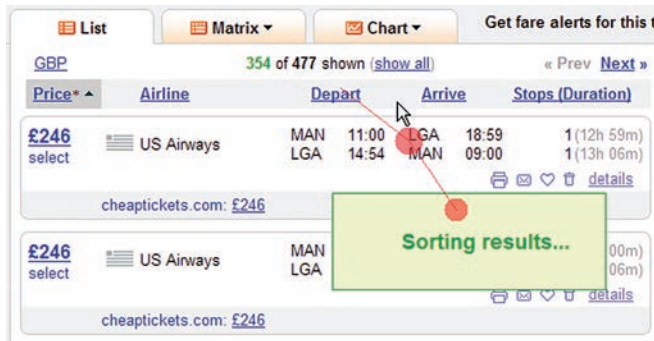 List Matrix Chart Get fare alerts for this
GBP 354 of 477 shown (show all) « Prev Next »
Price* Airline Depart Arrive Stops (Duration)
£246 US Airways MAN 11:00 LGA 18:59 1 (12h 59m)
select LGA 14:54 MAN 09:00 1 (13h 06m)
details
cheaptickets.com: £246
Sorting results...
£246 US Airways MAN 00m)
select LGA 06m)
details
cheaptickets.com: £246